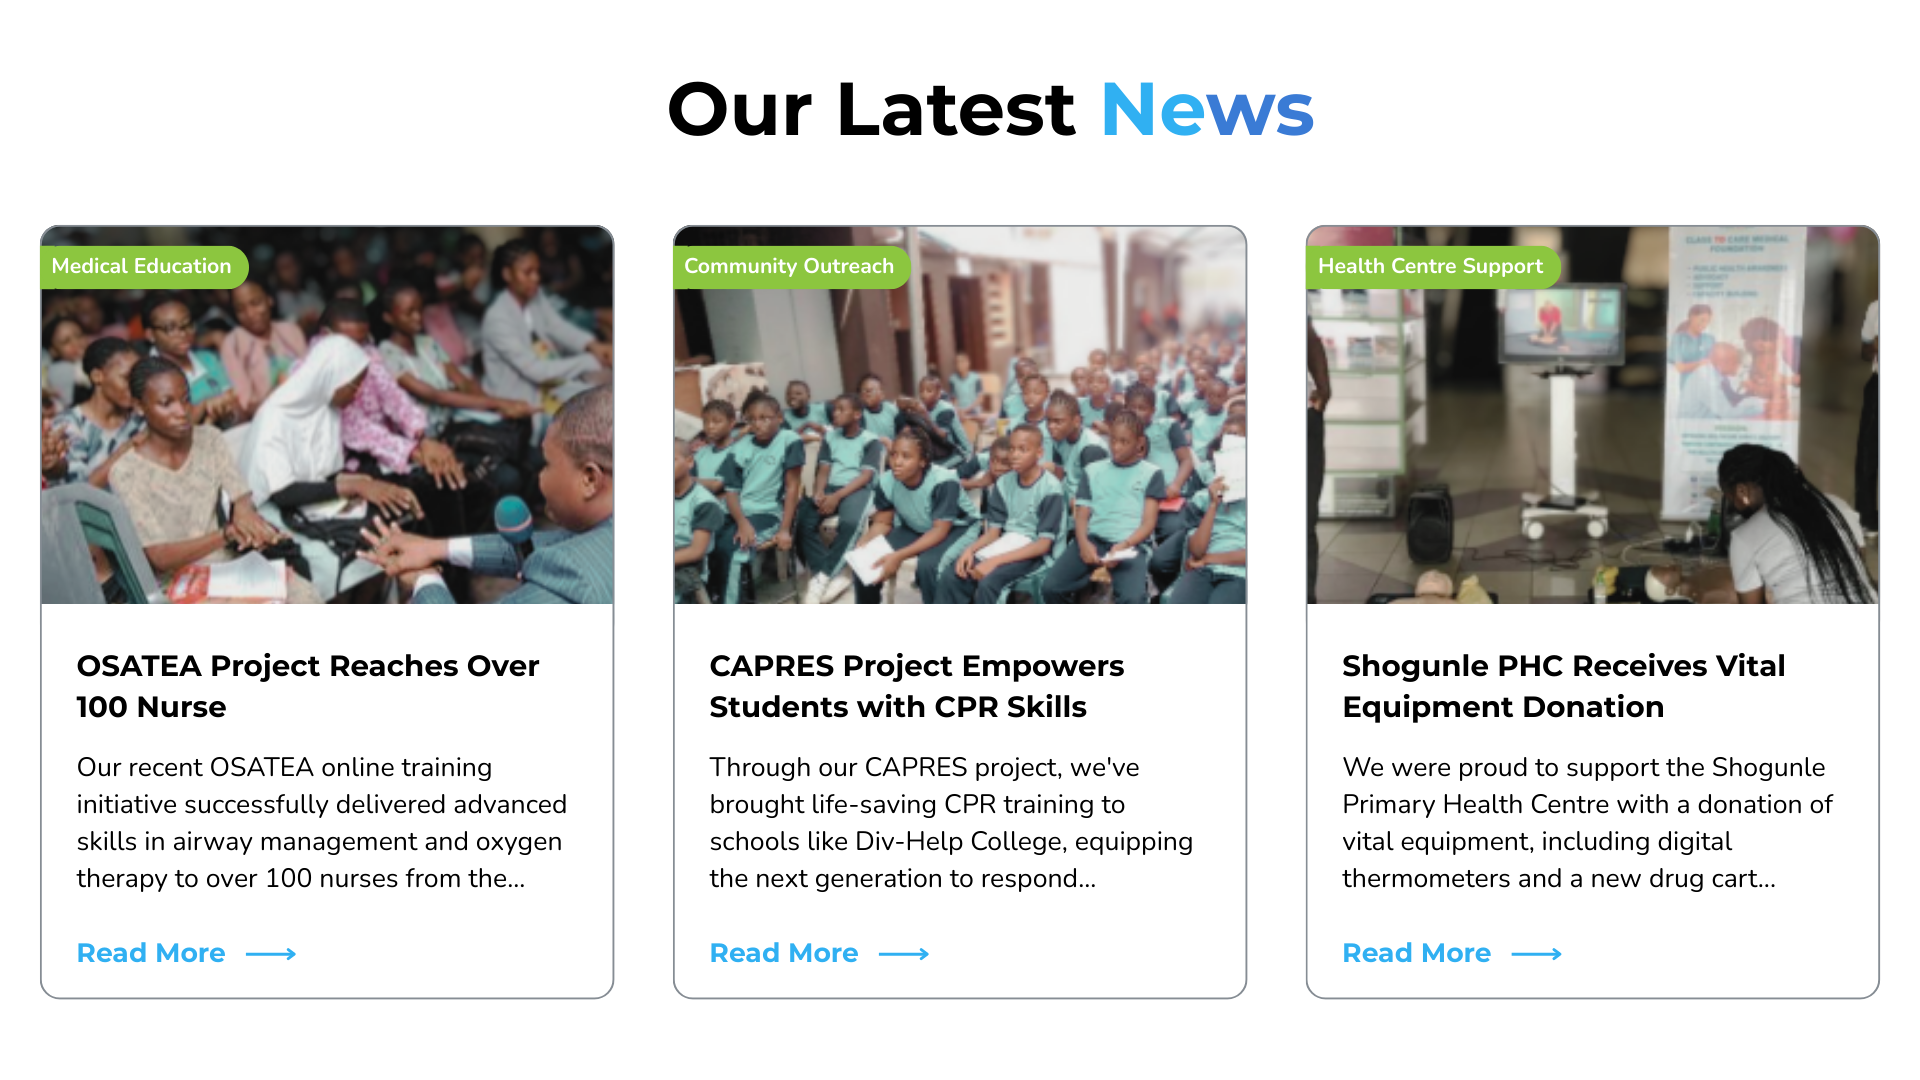 Our Latest News
Medical Education
Community Outreach
Health Centre Support
CLASS TO CARE MEDICAL
FOUNDATION
OSATEA Project Reaches Over
100 Nurse
Our recent OSATEA online training
initiative successfully delivered advanced
skills in airway management and oxygen
therapy to over 100 nurses from the...
Read More
CAPRES Project Empowers
Students with CPR Skills
Through our CAPRES project, we've
brought life-saving CPR training to
schools like Div-Help College, equipping
the next generation to respond...
Read More
Shogunle PHC Receives Vital
Equipment Donation
We were proud to support the Shogunle
Primary Health Centre with a donation of
vital equipment, including digital
thermometers and a new drug cart...
Read More